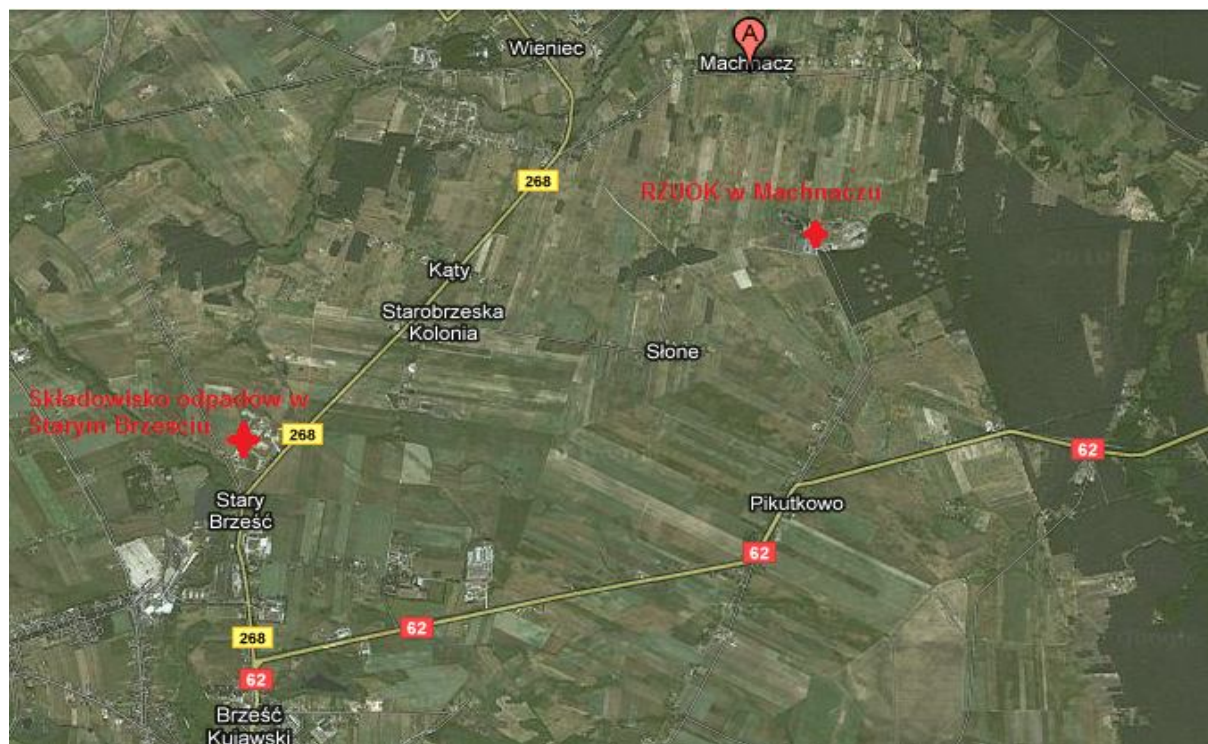 Wieniec
A
Machnacz
268
RZUOK w Machnaczu
Kąty
Starobrzeska
Kolonia
Słone
Składowisko odpadów w
Starym Brześciu
268
62
Stary
Brześć
Pikutkowo
62
62
268
62
Brześć
Kujawski